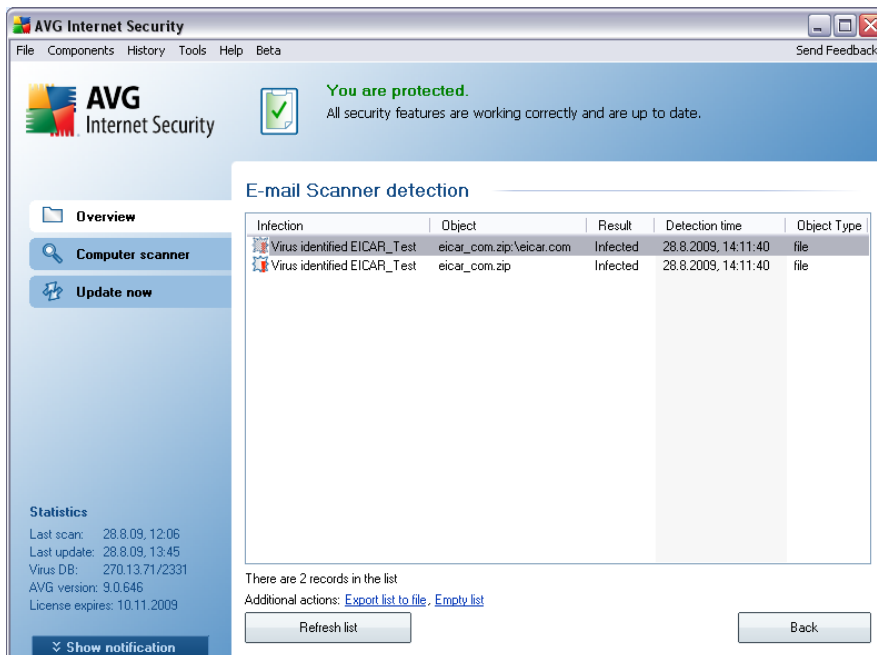 AVG Internet Security
File Components History Tools Help Beta Send Feedback
AVG
Internet Security
You are protected.
All security features are working correctly and are up to date.
Overview
Computer scanner
Update now
E-mail Scanner detection
Infection Object Result Detection time Object Type
Virus identified EICAR_Test eicar_com.zip:\eicar.com Infected 28.8.2009, 14:11:40 file
Virus identified EICAR_Test eicar_com.zip Infected 28.8.2009, 14:11:40 file
Statistics
Last scan: 28.8.09, 12:06
Last update: 28.8.09, 13:45
Virus DB: 270.13.71/2331
AVG version: 9.0.646
License expires: 10.11.2009
Show notification
There are 2 records in the list
Additional actions: Export list to file, Empty list
Refresh list Back